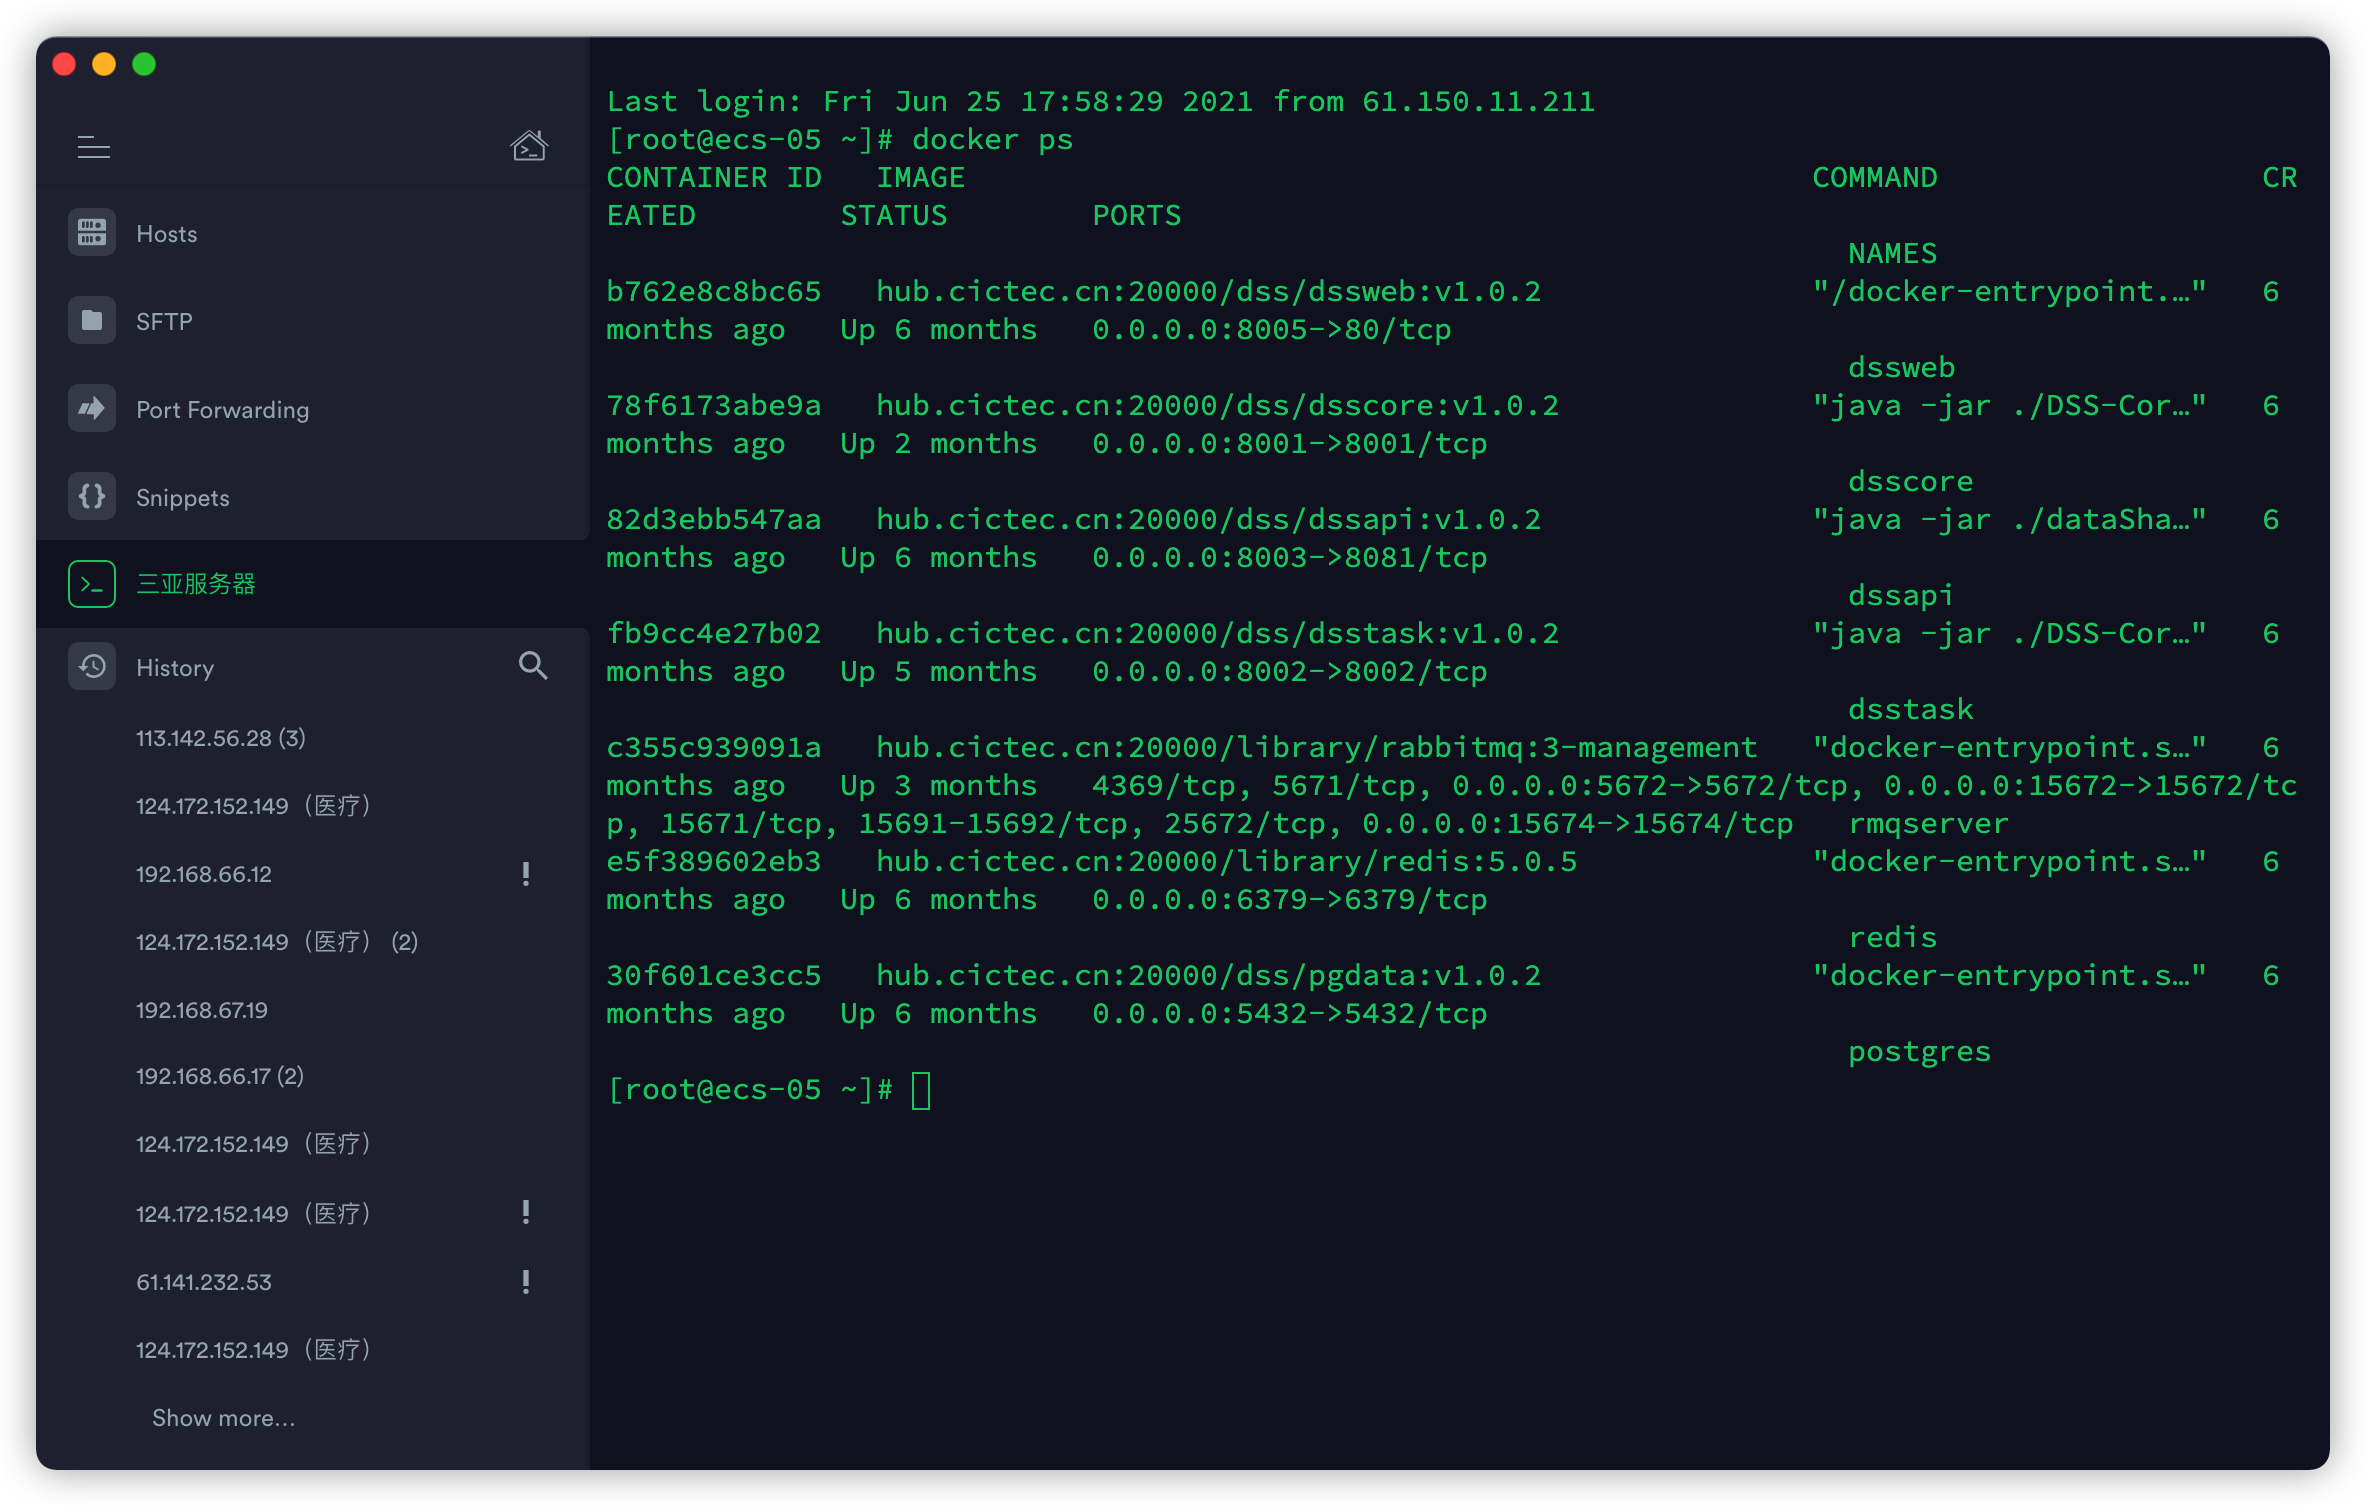 Hosts
SFTP
Port Forwarding
Snippets
三亚服务器
History
113.142.56.28 (3)
124.172.152.149（医疗）
192.168.66.12
124.172.152.149（医疗） (2)
192.168.67.19
192.168.66.17 (2)
124.172.152.149（医疗）
124.172.152.149（医疗）
61.141.232.53
124.172.152.149（医疗）
Show more...
Last login: Fri Jun 25 17:58:29 2021 from 61.150.11.211
[root@ecs-05 ~]# docker ps
CONTAINER ID   IMAGE                                               COMMAND                  CR
EATED        STATUS        PORTS
NAMES
b762e8c8bc65   hub.cictec.cn:20000/dss/dssweb:v1.0.2               "/docker-entrypoint.…"   6
months ago   Up 6 months   0.0.0.0:8005->80/tcp
dssweb
78f6173abe9a   hub.cictec.cn:20000/dss/dsscore:v1.0.2              "java -jar ./DSS-Cor…"   6
months ago   Up 2 months   0.0.0.0:8001->8001/tcp
dsscore
82d3ebb547aa   hub.cictec.cn:20000/dss/dssapi:v1.0.2               "java -jar ./dataSha…"   6
months ago   Up 6 months   0.0.0.0:8003->8081/tcp
dssapi
fb9cc4e27b02   hub.cictec.cn:20000/dss/dsstask:v1.0.2              "java -jar ./DSS-Cor…"   6
months ago   Up 5 months   0.0.0.0:8002->8002/tcp
dsstask
c355c939091a   hub.cictec.cn:20000/library/rabbitmq:3-management   "docker-entrypoint.s…"   6
months ago   Up 3 months   4369/tcp, 5671/tcp, 0.0.0.0:5672->5672/tcp, 0.0.0.0:15672->15672/tc
p, 15671/tcp, 15691-15692/tcp, 25672/tcp, 0.0.0.0:15674->15674/tcp   rmqserver
e5f389602eb3   hub.cictec.cn:20000/library/redis:5.0.5             "docker-entrypoint.s…"   6
months ago   Up 6 months   0.0.0.0:6379->6379/tcp
redis
30f601ce3cc5   hub.cictec.cn:20000/dss/pgdata:v1.0.2               "docker-entrypoint.s…"   6
months ago   Up 6 months   0.0.0.0:5432->5432/tcp
postgres
[root@ecs-05 ~]#